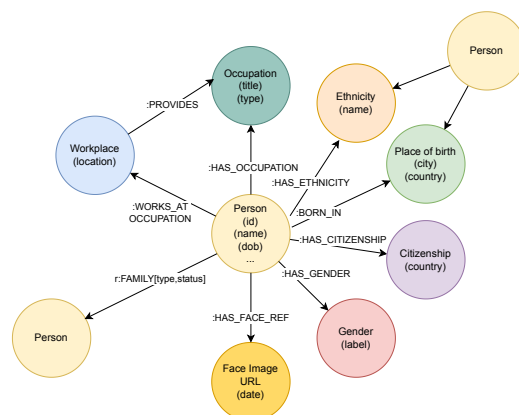 Person
Occupation
(title)
(type)
:PROVIDES
Ethnicity
(name)
Workplace
(location)
Place of birth
(city)
(country)
:HAS_OCCUPATION
:HAS_ETHNICITY
:WORKS_AT
OCCUPATION
Person
(id)
(name)
(dob)
...
:BORN_IN
:HAS_CITIZENSHIP
Citizenship
(country)
r:FAMILY[type,status]
:HAS_GENDER
:HAS_FACE_REF
Person
Gender
(label)
Face Image
URL
(date)